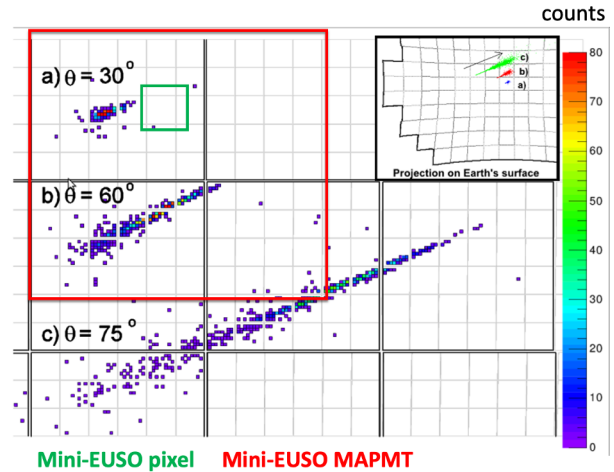 counts
a) θ = 30°
b) θ = 60°
c) θ = 75°
c)
b)
a)
Projection on Earth's surface
80
70
60
50
40
30
20
10
0
Mini-EUSO pixel Mini-EUSO MAPMT